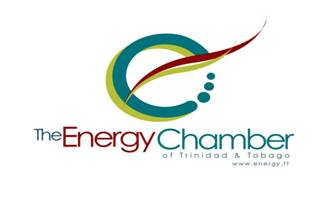 The Energy Chamber
of Trinidad & Tobago
www.energy.tt